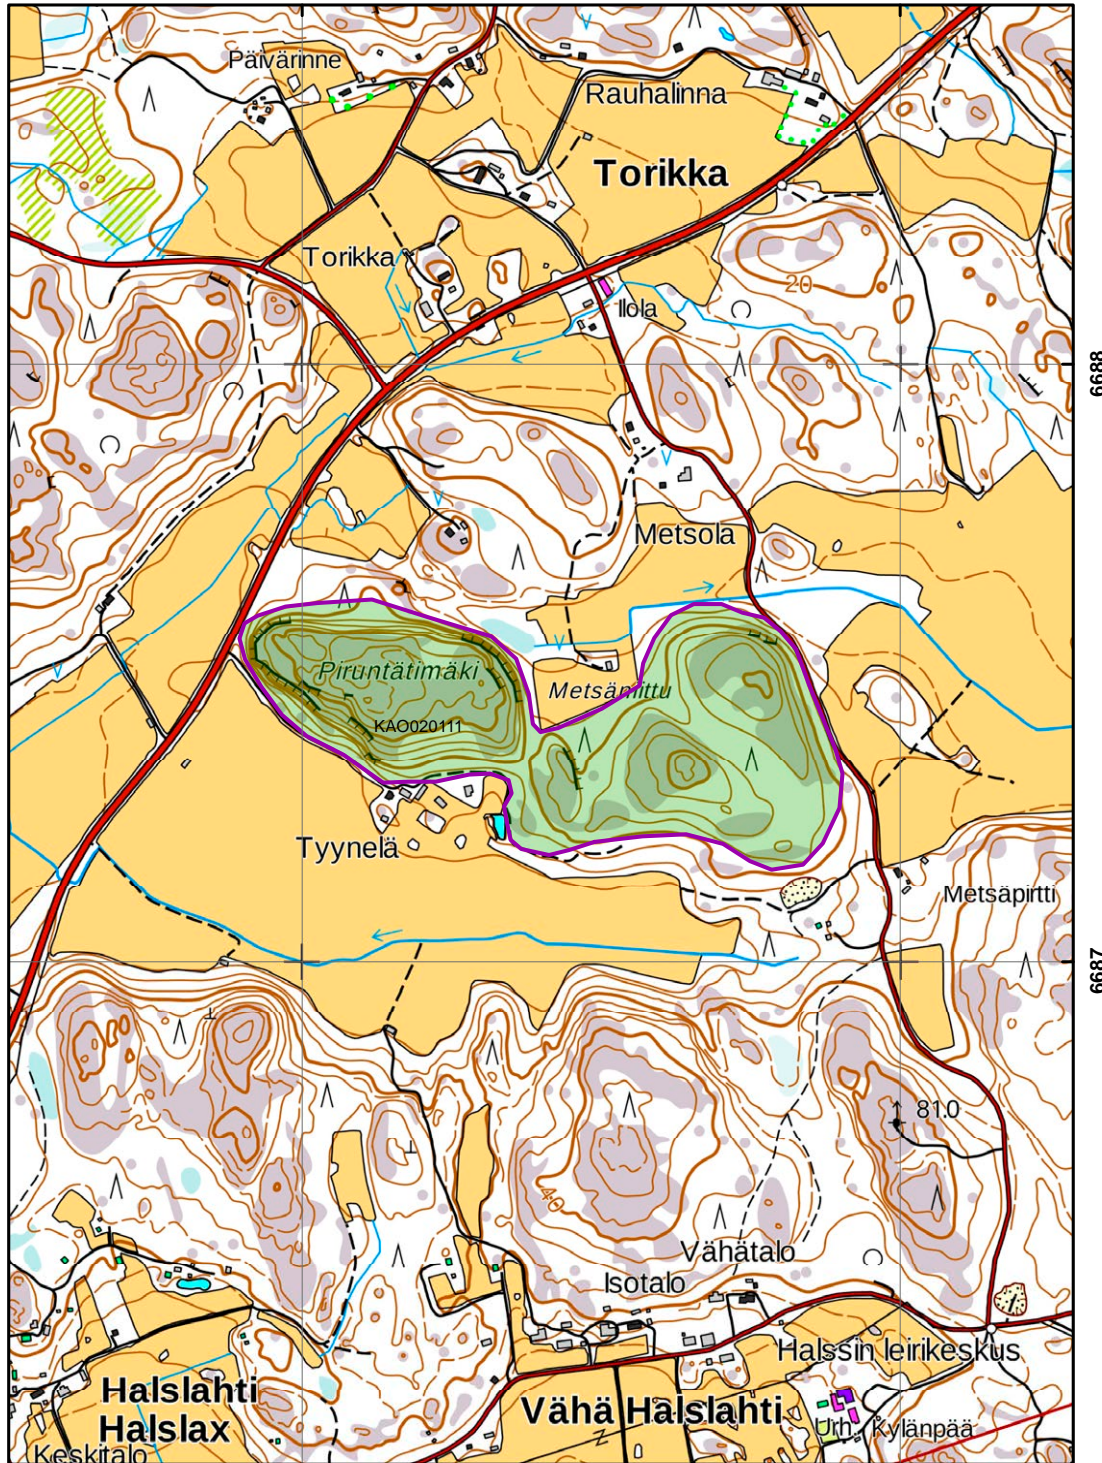 Päivärinne
Rauhalinna
Torikka
Torikka
20
Ilola
6688
Metsola
Piruntätimäki
Metsämittu
KAO020111
Tyynelä
Metsäpirtti
6687
81.0
40
Vähätalo
Isotalo
Halssin leirikeskus
Halslahti
Halslax
Vähä Halslahti
Urh.
Kylänpää
Keskitalo